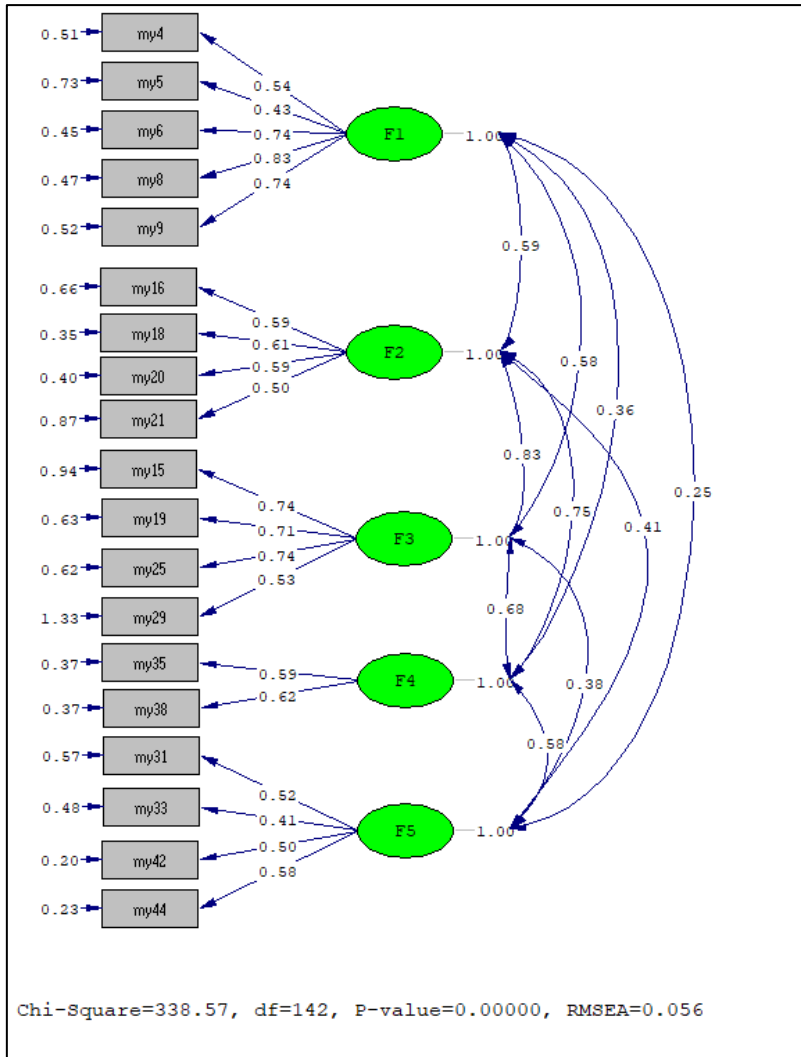 0.51 my4
0.54
0.73 my5
0.43
0.45 my6
0.74
F1
1.00
0.83
0.47 my8
0.74
0.52 my9
0.59
0.66 my16
0.59
0.35 my18
0.61
F2
1.00
0.58
0.59
0.40 my20
0.50
0.36
0.87 my21
0.83
0.94 my15
0.25
0.74
0.75
0.41
0.63 my19
0.71
F3
1.00
0.74
0.62 my25
0.53
1.33 my29
0.68
0.37 my35
0.59
F4
1.00
0.38
0.62
0.37 my38
0.58
0.57 my31
0.52
0.48 my33
0.41
F5
1.00
0.50
0.20 my42
0.58
0.23 my44
Chi-Square=338.57, df=142, P-value=0.00000, RMSEA=0.056